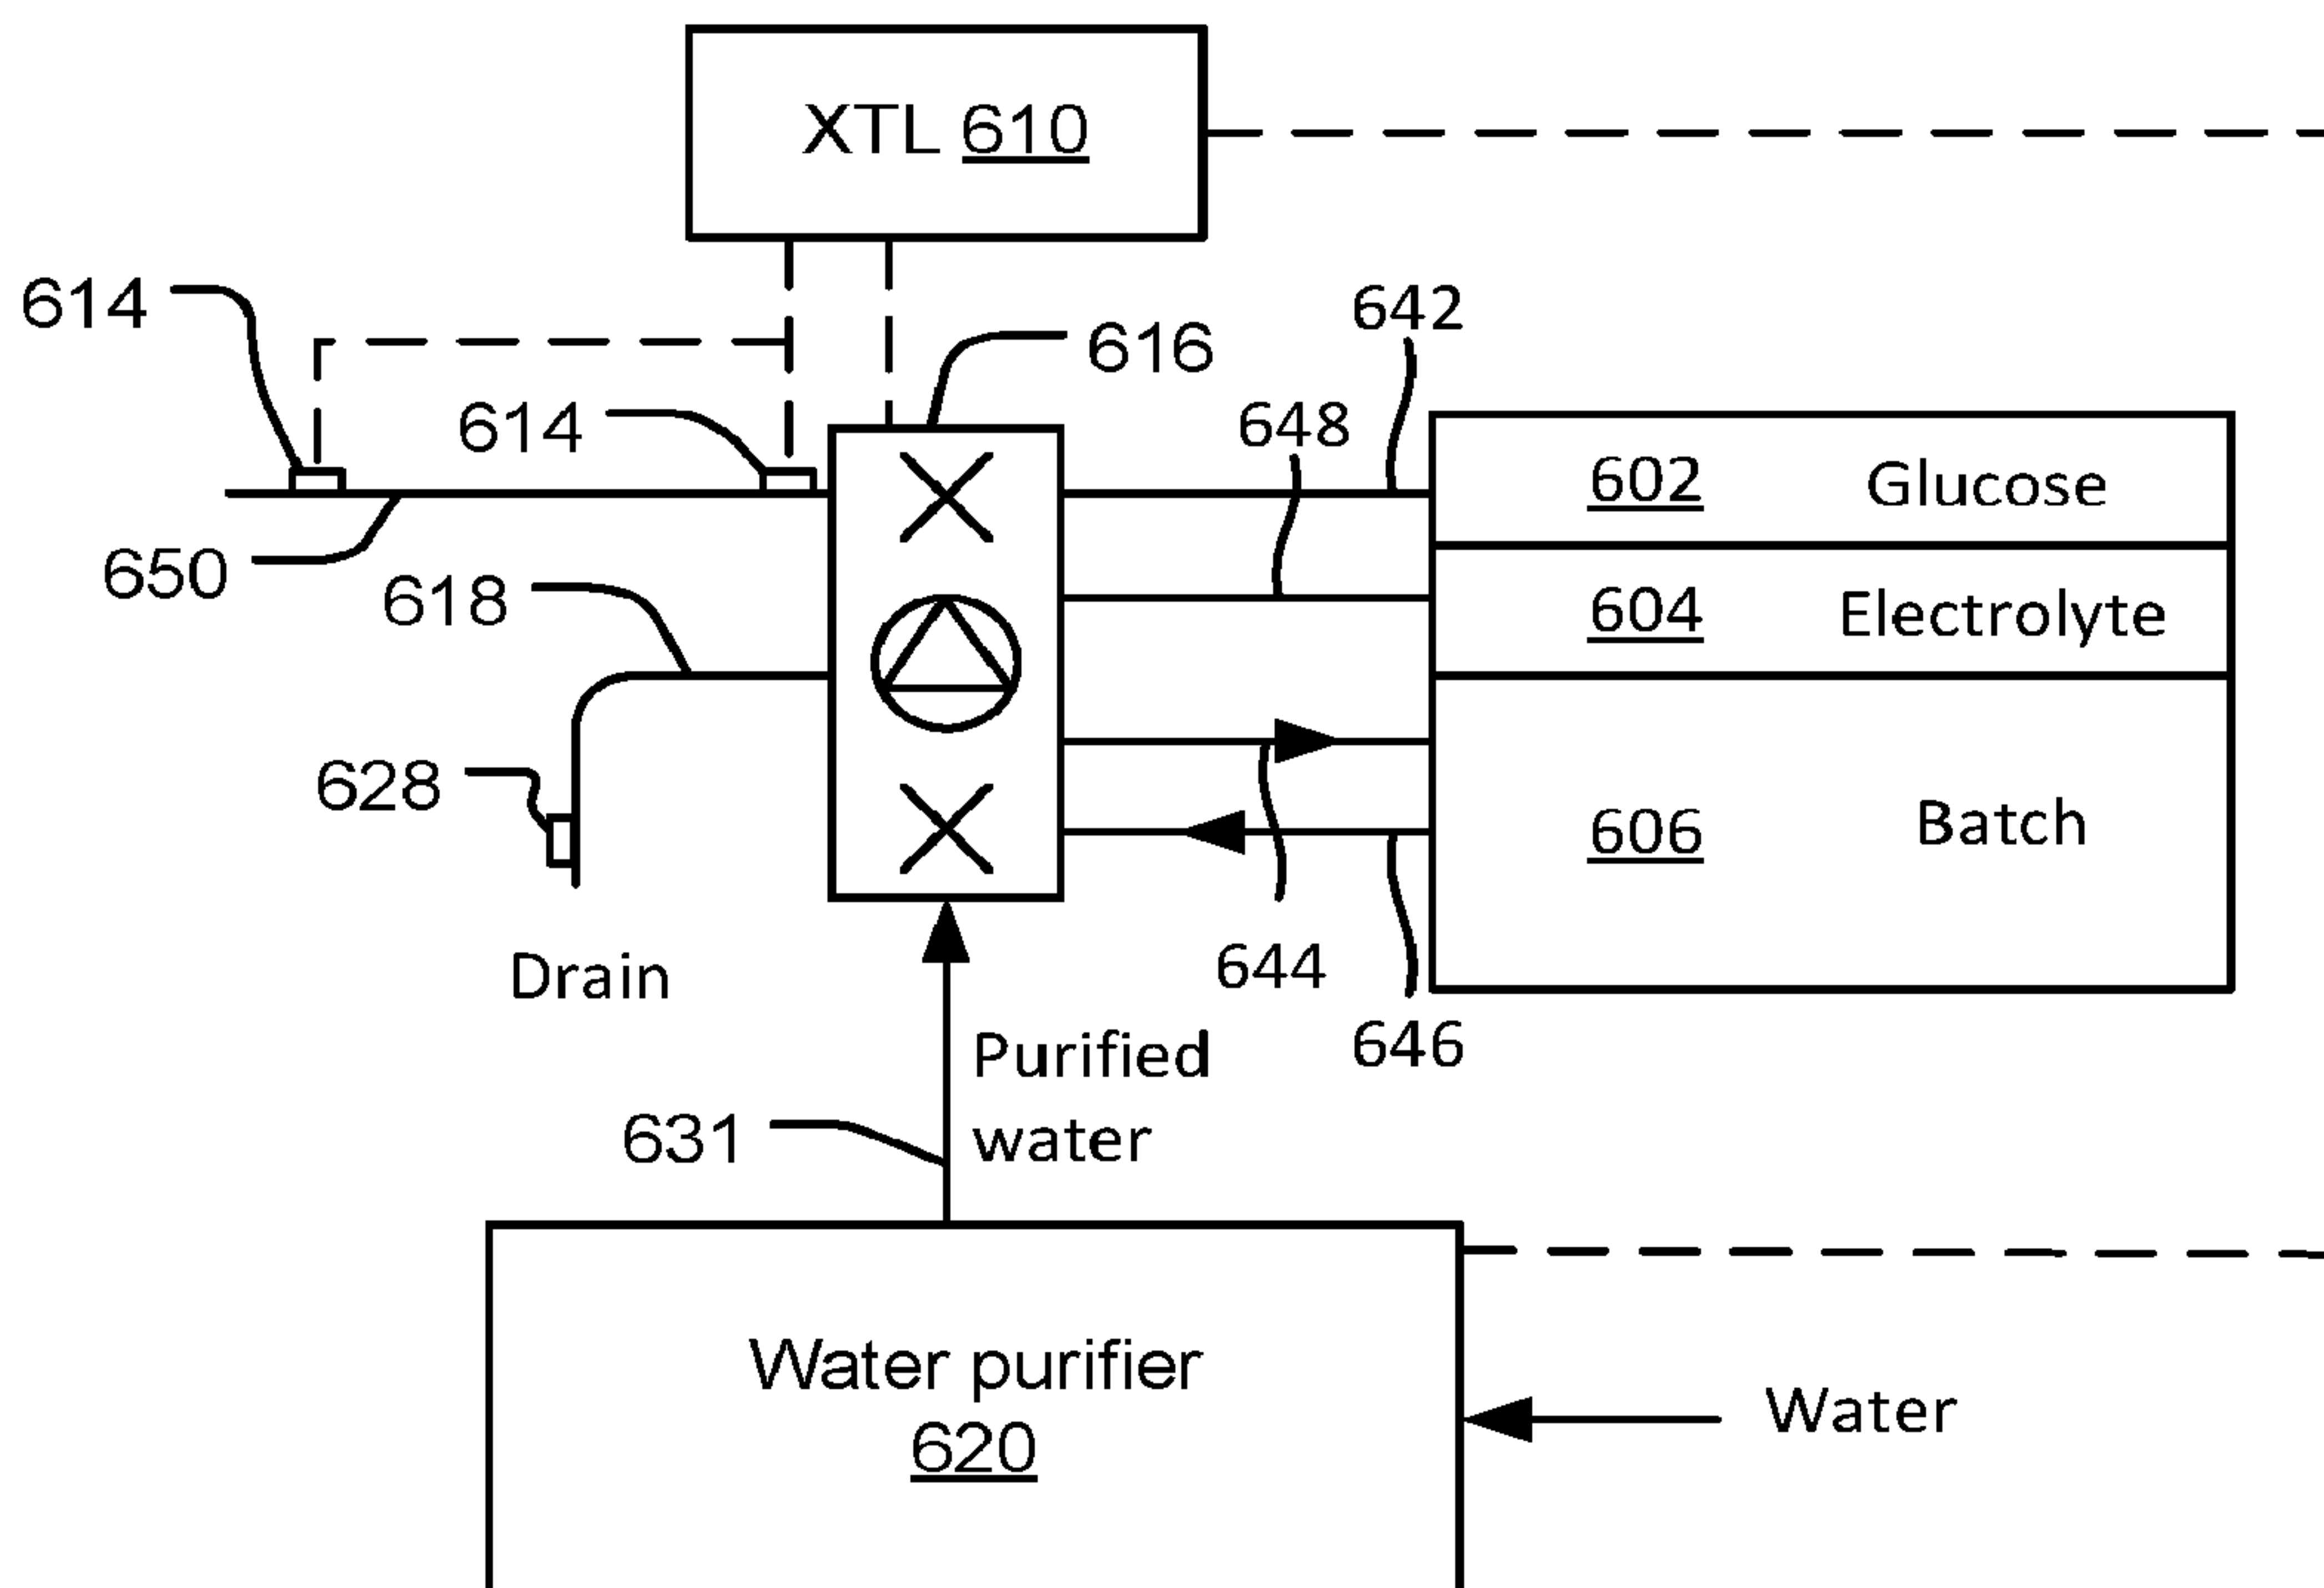 XTL 610
614
616
642
614
648
602 Glucose
650
618
604 Electrolyte
628
606 Batch
Drain
644
646
Purified
water
631
Water purifier
620
Water